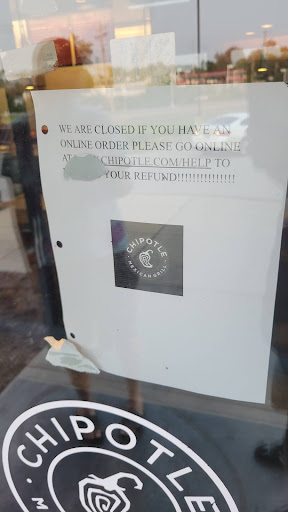 WE ARE CLOSED IF YOU HAVE AN
ONLINE ORDER PLEASE GO ONLINE
AT CHIPOTLE.COM/HELP TO
YOUR REFUND!!!!!!!!!!!!!!!
CHIPOTLE
MEXICAN GRILL
CHIPOTLE
M